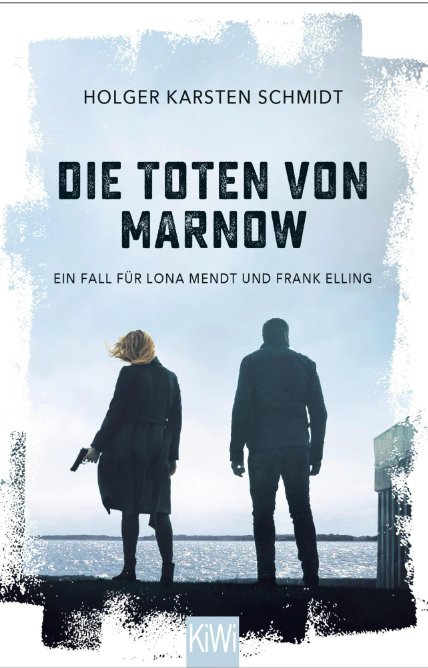 HOLGER KARSTEN SCHMIDT
DIE TOTEN VON
MARNOW
EIN FALL FÜR LONA MENDT UND FRANK ELLING
KiWi